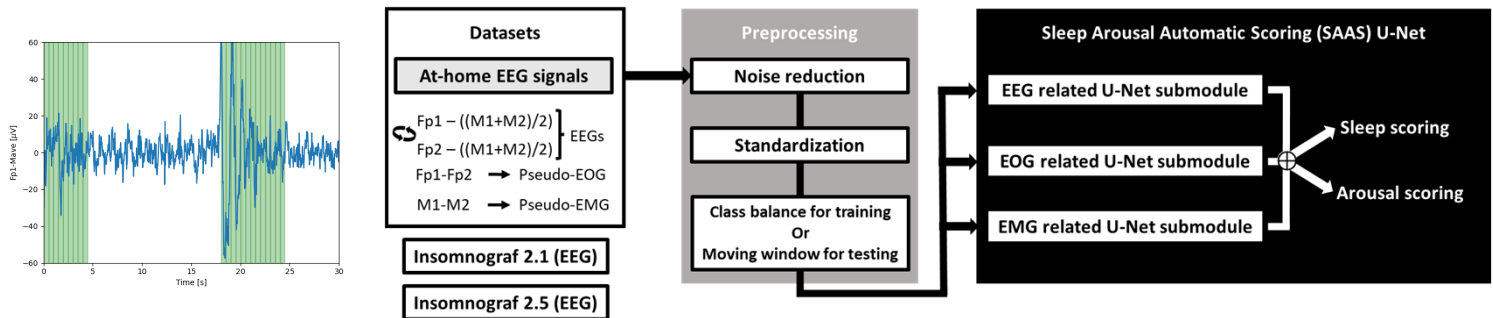 60
40
20
0
−20
−40
−60
Fp1-Mave [μV]
0
5
10
15
20
25
30
Time [s]
Datasets
At-home EEG signals
Fp1 – ((M1+M2)/2)
Fp2 – ((M1+M2)/2)
EEGs
Fp1-Fp2
Pseudo-EOG
M1-M2
Pseudo-EMG
Insomnograf 2.1 (EEG)
Insomnograf 2.5 (EEG)
Preprocessing
Noise reduction
Standardization
Class balance for training
Or
Moving window for testing
Sleep Arousal Automatic Scoring (SAAS) U-Net
EEG related U-Net submodule
EOG related U-Net submodule
EMG related U-Net submodule
Sleep scoring
Arousal scoring